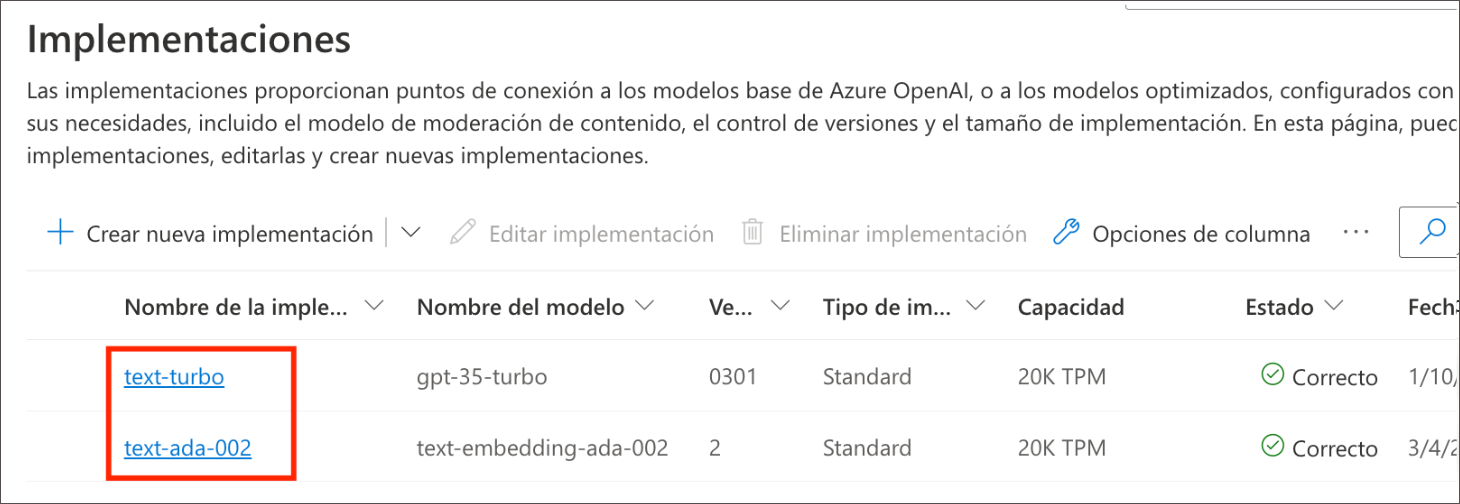 Implementaciones
Las implementaciones proporcionan puntos de conexión a los modelos base de Azure OpenAI, o a los modelos optimizados, configurados con
sus necesidades, incluido el modelo de moderación de contenido, el control de versiones y el tamaño de implementación. En esta página,
implementaciones, editarlas y crear nuevas implementaciones.
Crear nueva implementación Editar implementación Eliminar implementación Opciones de columna ...
Nombre de la imple... Nombre del modelo Ve... Tipo de im... Capacidad Estado
text-turbo gpt-35-turbo 0301 Standard 20K TPM Correcto 1/10/
text-ada-002 text-embedding-ada-002 2 Standard 20K TPM Correcto 3/4/2